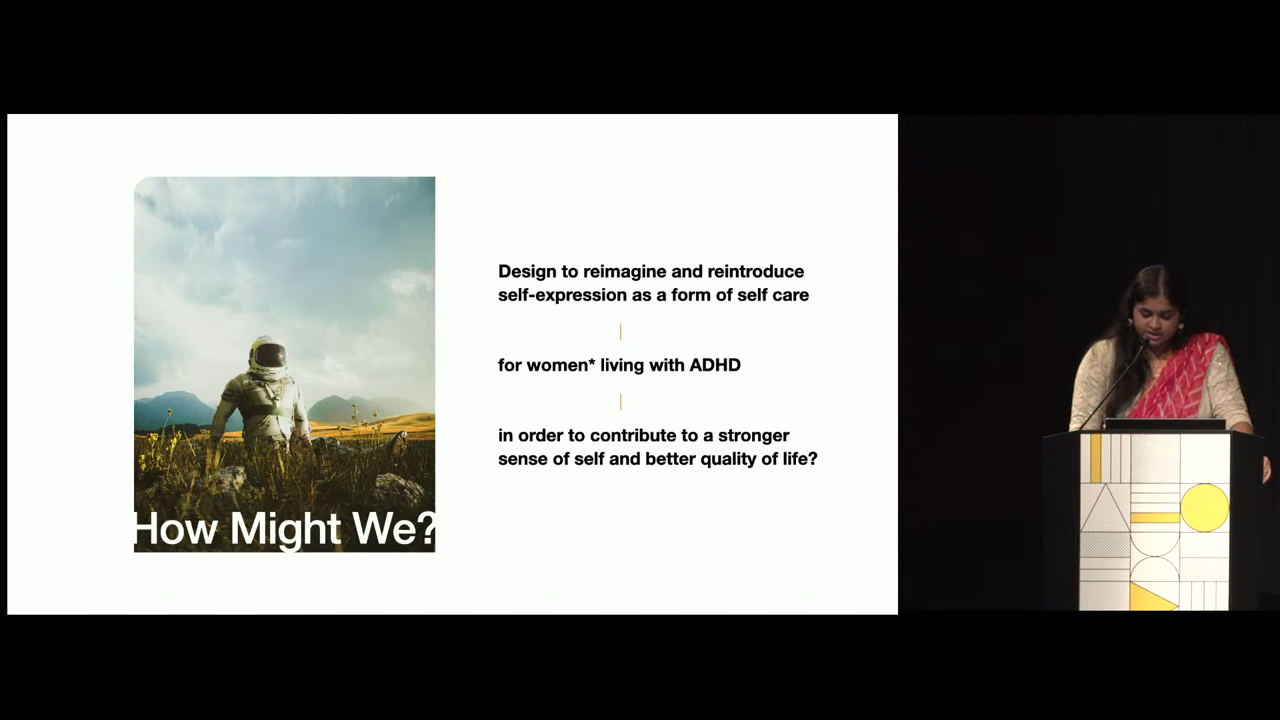 How Might We?
Design to reimagine and reintroduce
self-expression as a form of self care
for women* living with ADHD
in order to contribute to a stronger
sense of self and better quality of life?